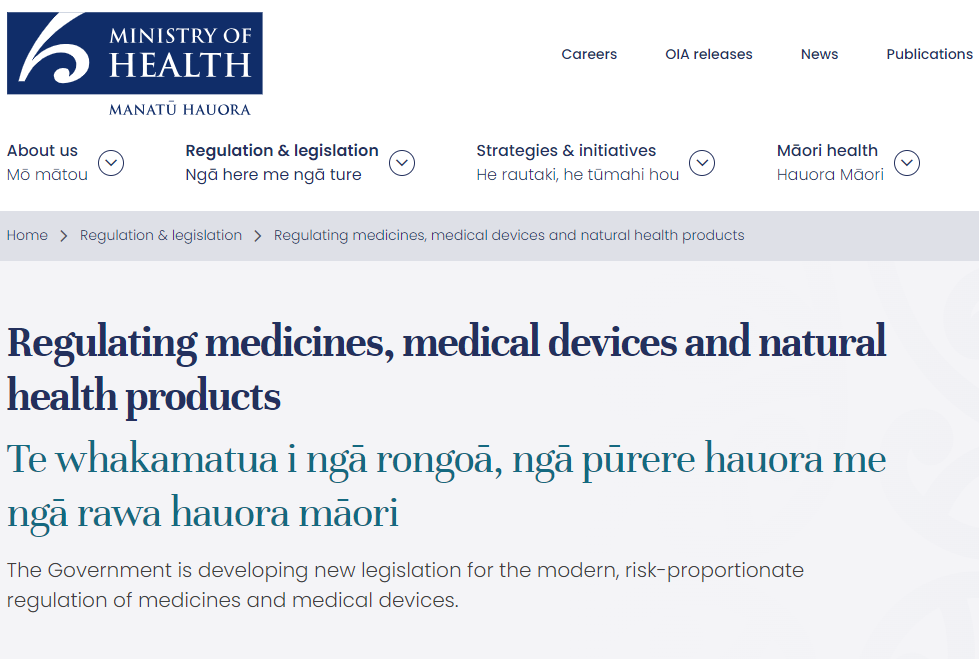 MINISTRY OF
HEALTH
MANATŪ HAUORA
Careers
OIA releases
News
Publications
About us
Mō mātou
Regulation & legislation
Ngā here me ngā ture
Strategies & initiatives
He rautaki, he tūmahi hou
Māori health
Hauora Māori
Home > Regulation & legislation > Regulating medicines, medical devices and natural health products
Regulating medicines, medical devices and natural
health products
Te whakamatua i ngā rongoā, ngā pūrere hauora me
ngā rawa hauora māori
The Government is developing new legislation for the modern, risk-proportionate
regulation of medicines and medical devices.